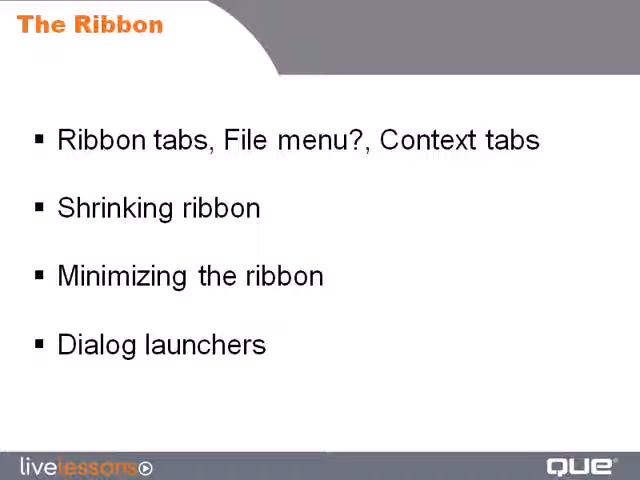 The Ribbon
Ribbon tabs, File menu?, Context tabs
Shrinking ribbon
Minimizing the ribbon
Dialog launchers
livelessons
que